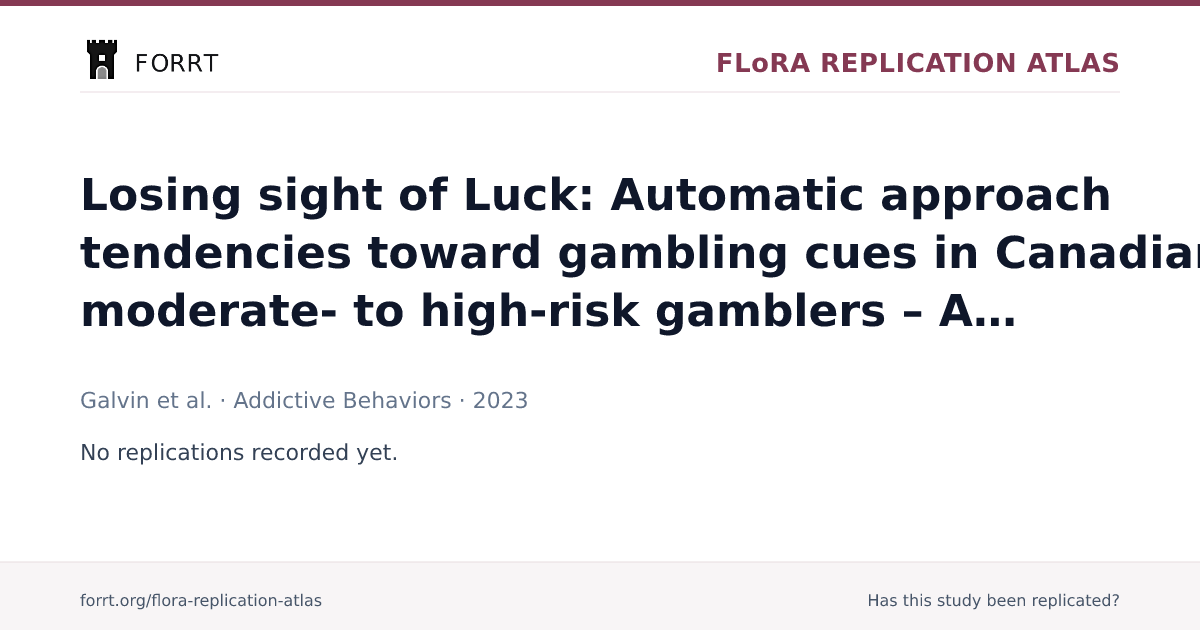 FORRT
FLoRA REPLICATION ATLAS
Losing sight of Luck: Automatic approach
tendencies toward gambling cues in Canadian
moderate- to high-risk gamblers – A…
Galvin et al. · Addictive Behaviors · 2023
No replications recorded yet.
forrt.org/flora-replication-atlas
Has this study been replicated?